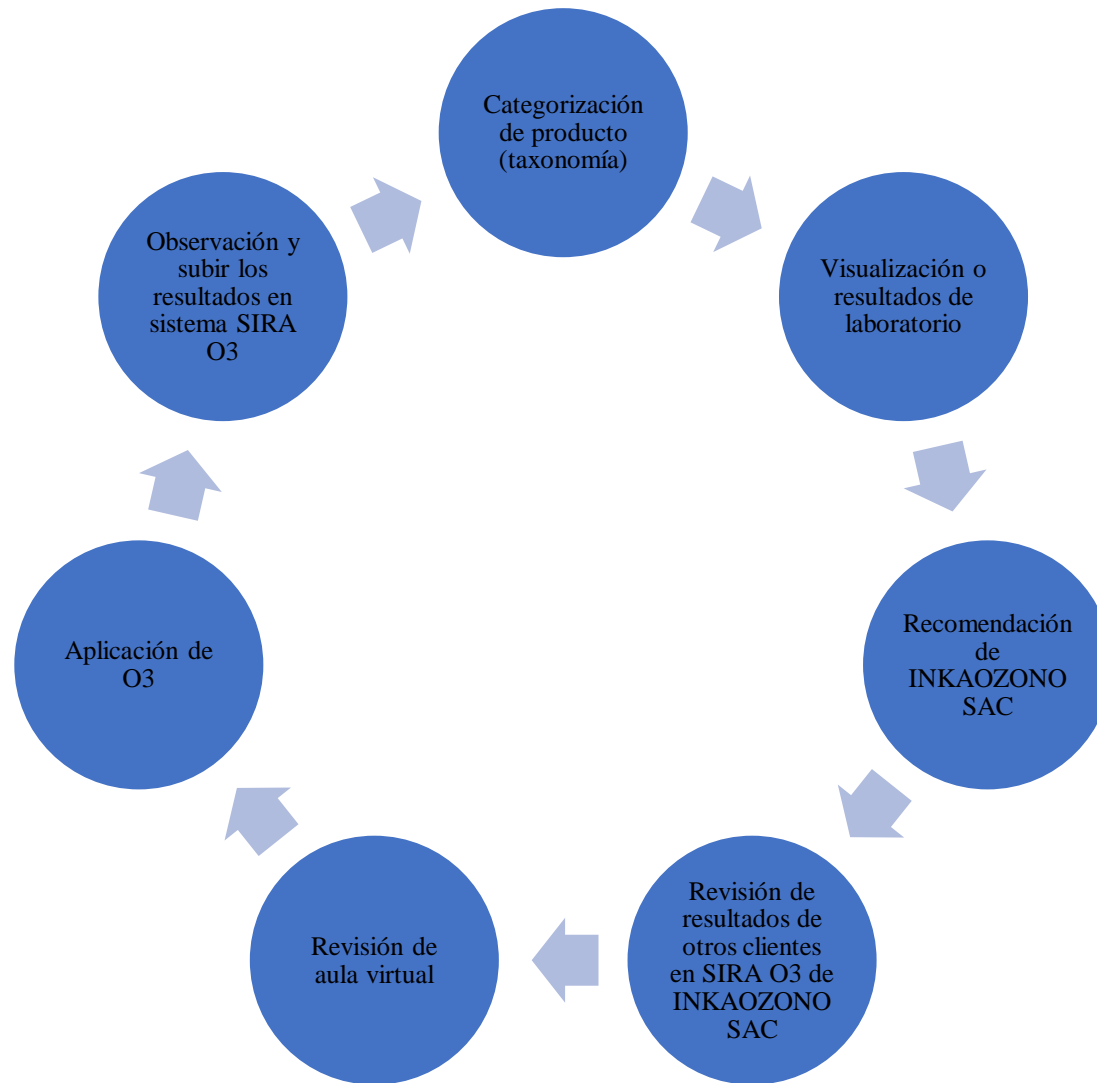 Categorización
de producto
(taxonomía)
Visualización o
resultados de
laboratorio
Recomendación
de
INKAOZONO
SAC
Revisión de
resultados de
otros clientes
en SIRA O3 de
INKAOZONO
SAC
Revisión de
aula virtual
Aplicación de
O3
Observación y
subir los
resultados en
sistema SIRA
O3